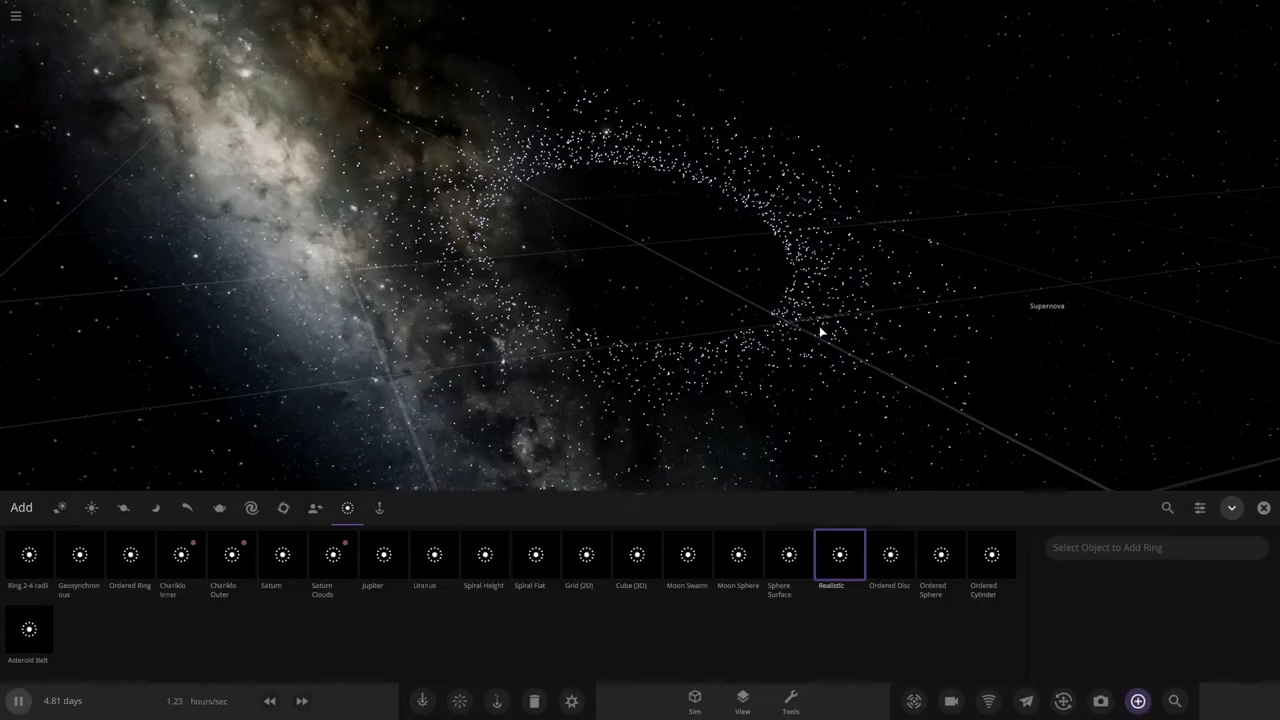 Supernova
Add
Select Object to Add Ring
Ring 2-4 radii
Geosynchron
ous
Ordered Ring
Chariklo
Inner
Chariklo
Outer
Saturn
Saturn
Clouds
Jupiter
Uranus
Spiral Height
Spiral Flat
Grid (2D)
Cube (3D)
Moon Swarm
Moon Sphere
Sphere
Surface
Realistic
Ordered Disc
Ordered
Sphere
Ordered
Cylinder
Asteroid Belt
4.81 days
1.23 hours/sec
Sim
View
Tools